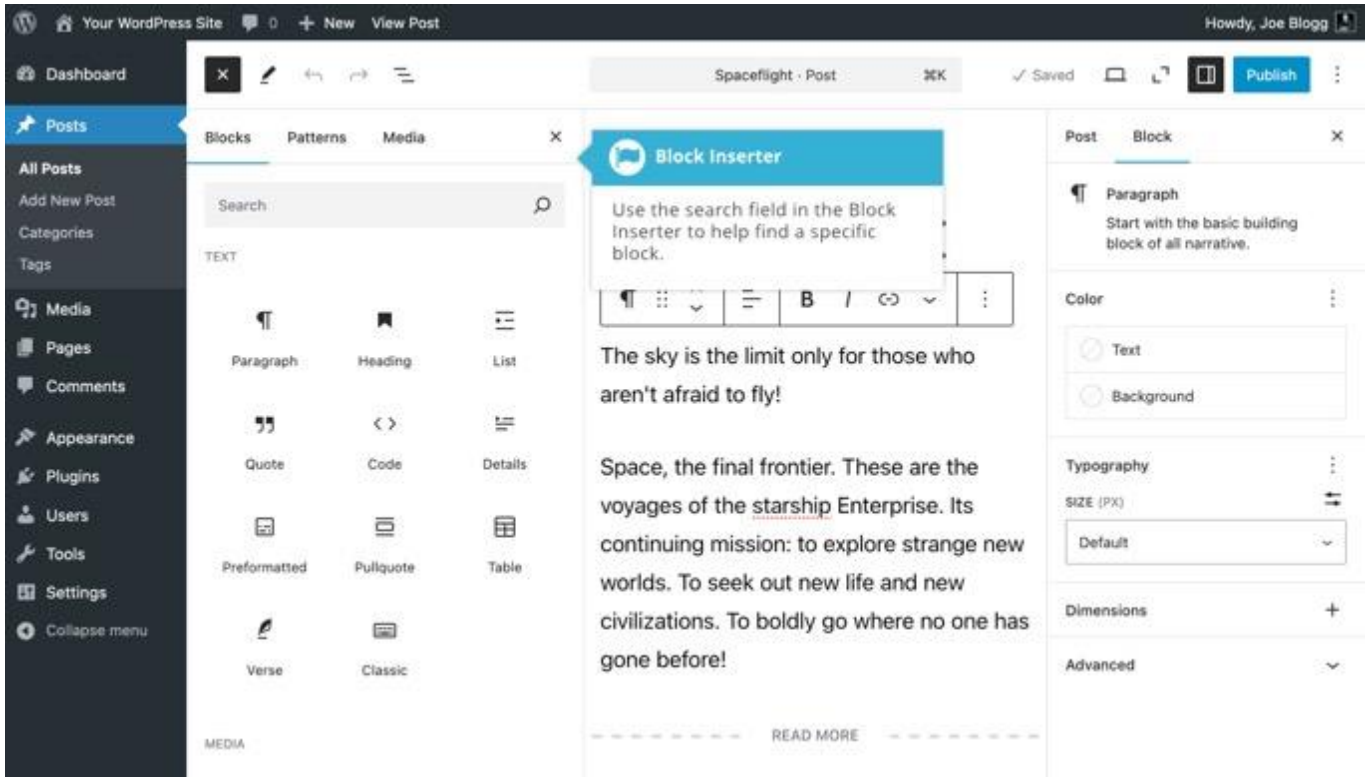 Your WordPress Site 0 + New View Post Howdy, Joe Blogg
Dashboard
Posts
All Posts
Add New Post
Categories
Tags
Media
Pages
Comments
Appearance
Plugins
Users
Tools
Settings
Collapse menu
Spaceflight · Post ⌘K Saved Publish
Blocks Patterns Media
Search
TEXT
Paragraph Heading List
Quote Code Details
Preformatted Pullquote Table
Verse Classic
MEDIA
Block Inserter
Use the search field in the Block
Inserter to help find a specific
block.
B I
The sky is the limit only for those who
aren't afraid to fly!
Space, the final frontier. These are the
voyages of the starship Enterprise. Its
continuing mission: to explore strange new
worlds. To seek out new life and new
civilizations. To boldly go where no one has
gone before!
READ MORE
Post Block
Paragraph
Start with the basic building
block of all narrative.
Color
Text
Background
Typography
SIZE (PX)
Default
Dimensions
Advanced